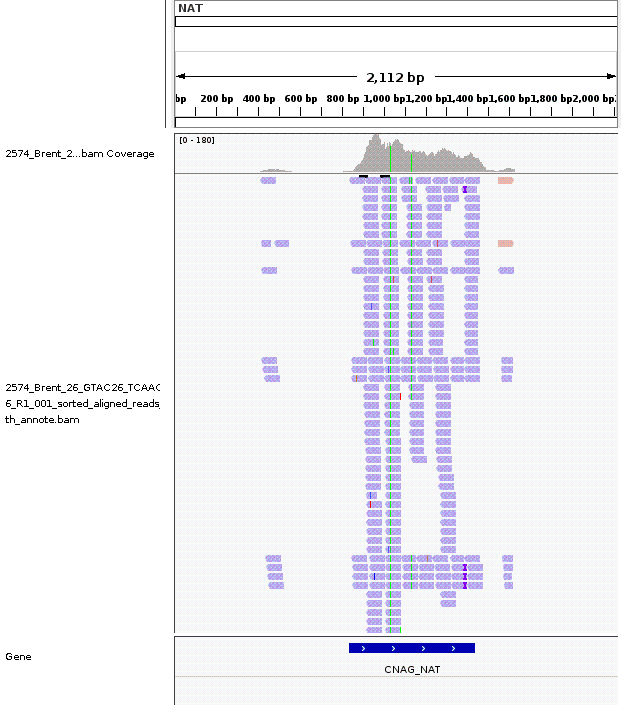 NAT
2,112 bp
bp 200 bp 400 bp 600 bp 800 bp 1,000 bp 1,200 bp 1,400 bp 1,600 bp 1,800 bp 2,000 bp
[0 - 180]
2574_Brent_2...bam Coverage
2574_Brent_26_GTAC26_TCAAC
6_R1_001_sorted_aligned_reads_
th_annote.bam
Gene
CNAG_NAT